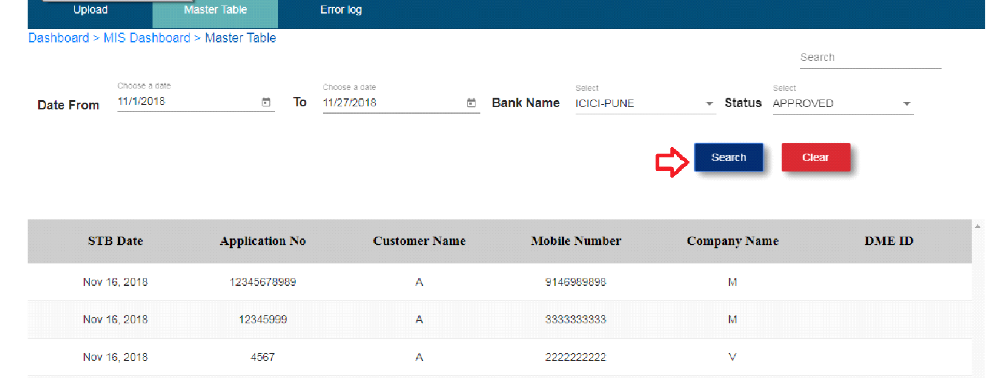 Upload Master Table Error log
Dashboard > MIS Dashboard > Master Table
Search
Choose a date Choose a date Select Select
Date From 11/1/2018 To 11/27/2018 Bank Name ICICI-PUNE Status APPROVED
Search Clear
STB Date Application No Customer Name Mobile Number Company Name DME ID
Nov 16, 2018 12345678989 A 9146989898 M
Nov 16, 2018 12345999 A 3333333333 M
Nov 16, 2018 4567 A 2222222222 V